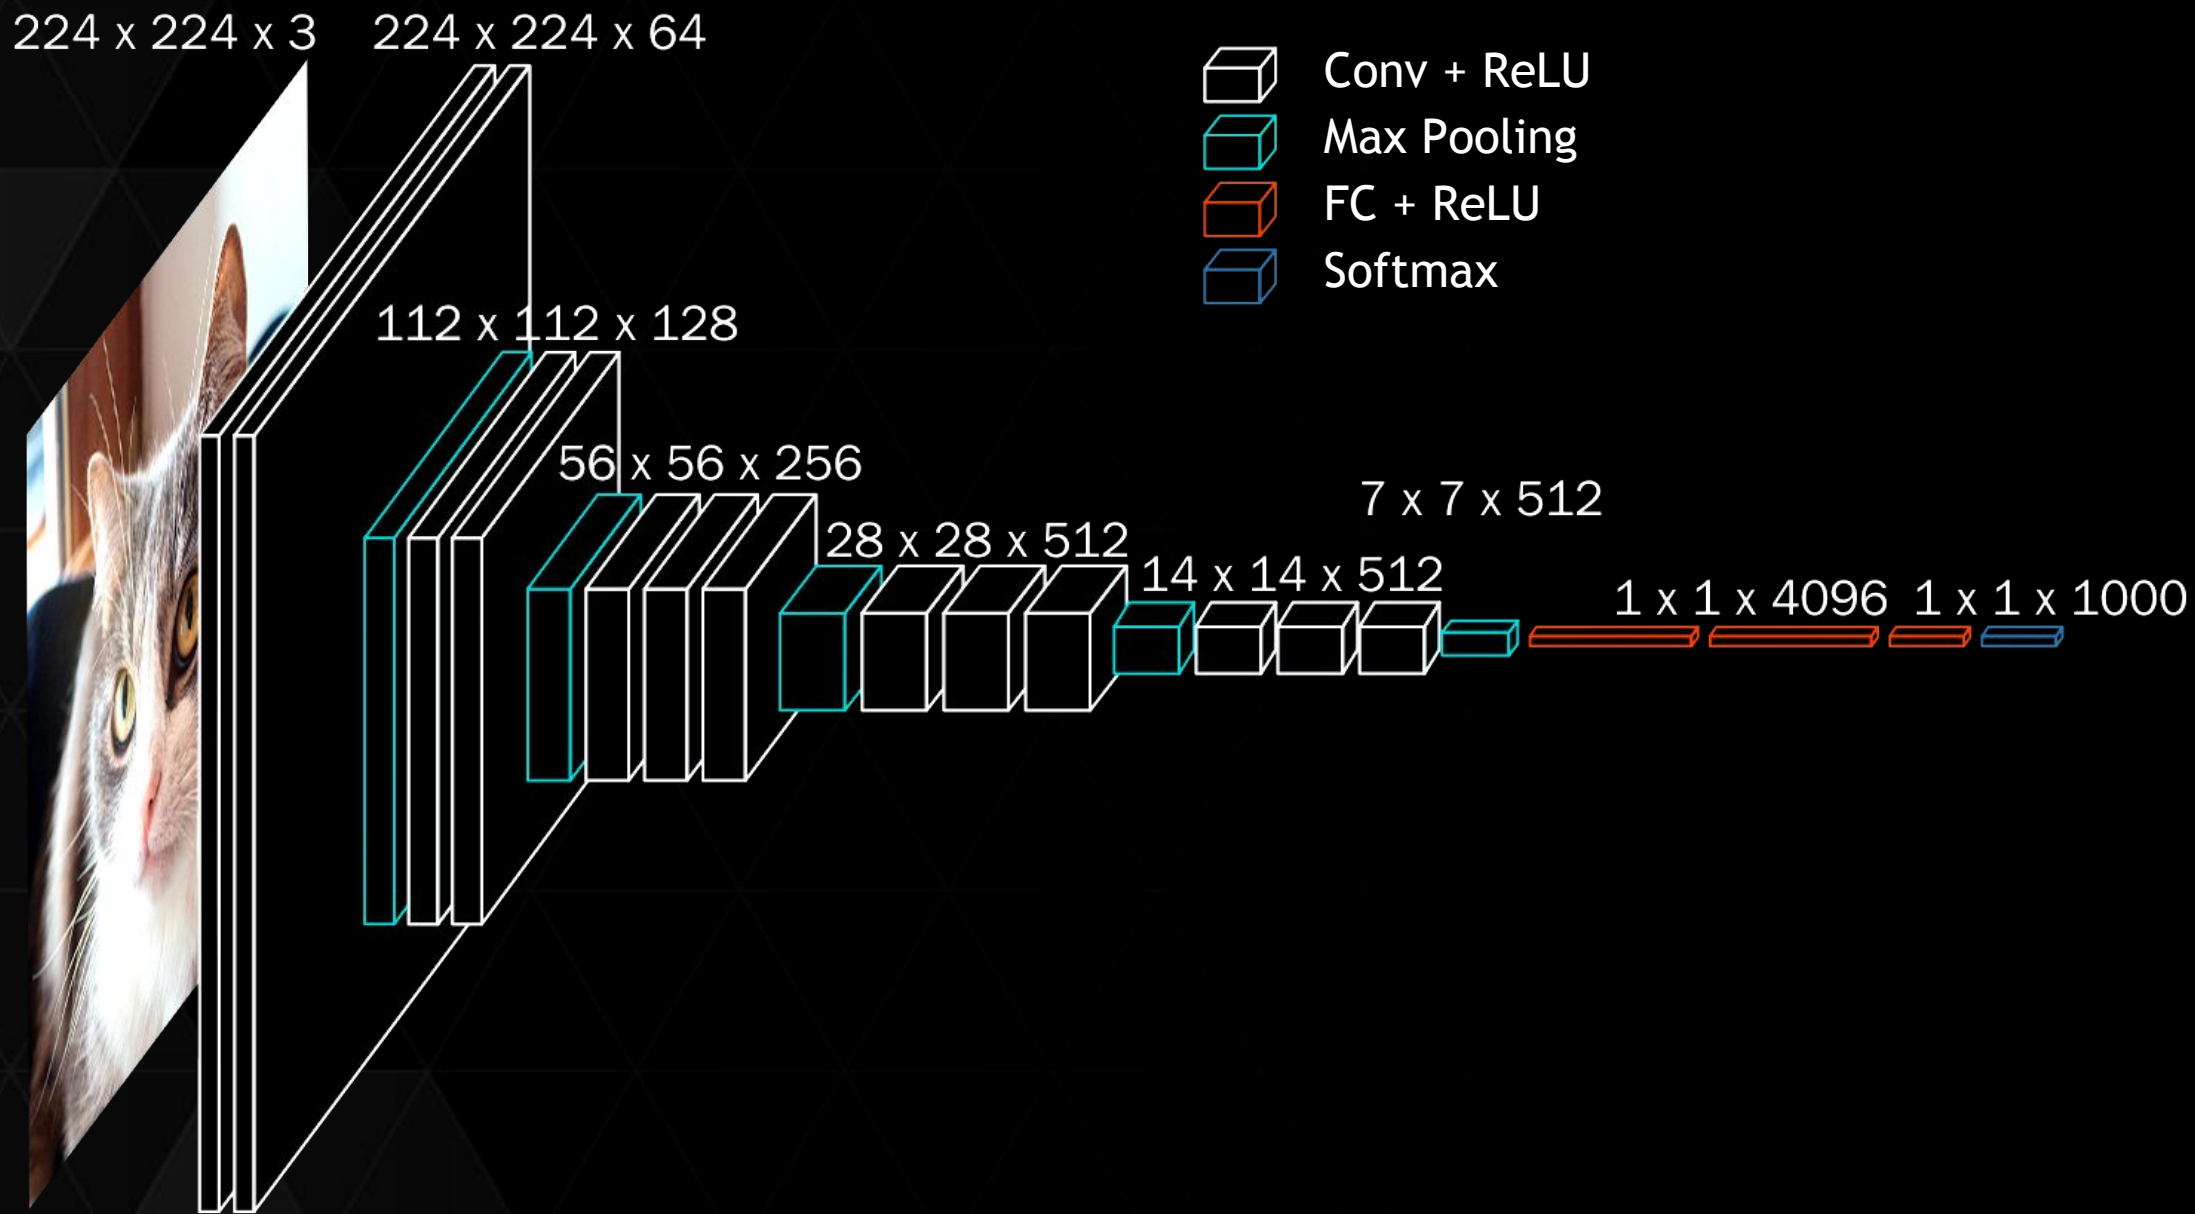 224 x 224 x 3
224 x 224 x 64
Conv + ReLU
Max Pooling
FC + ReLU
Softmax
112 x 112 x 128
56 x 56 x 256
28 x 28 x 512
14 x 14 x 512
7 x 7 x 512
1 x 1 x 4096
1 x 1 x 1000